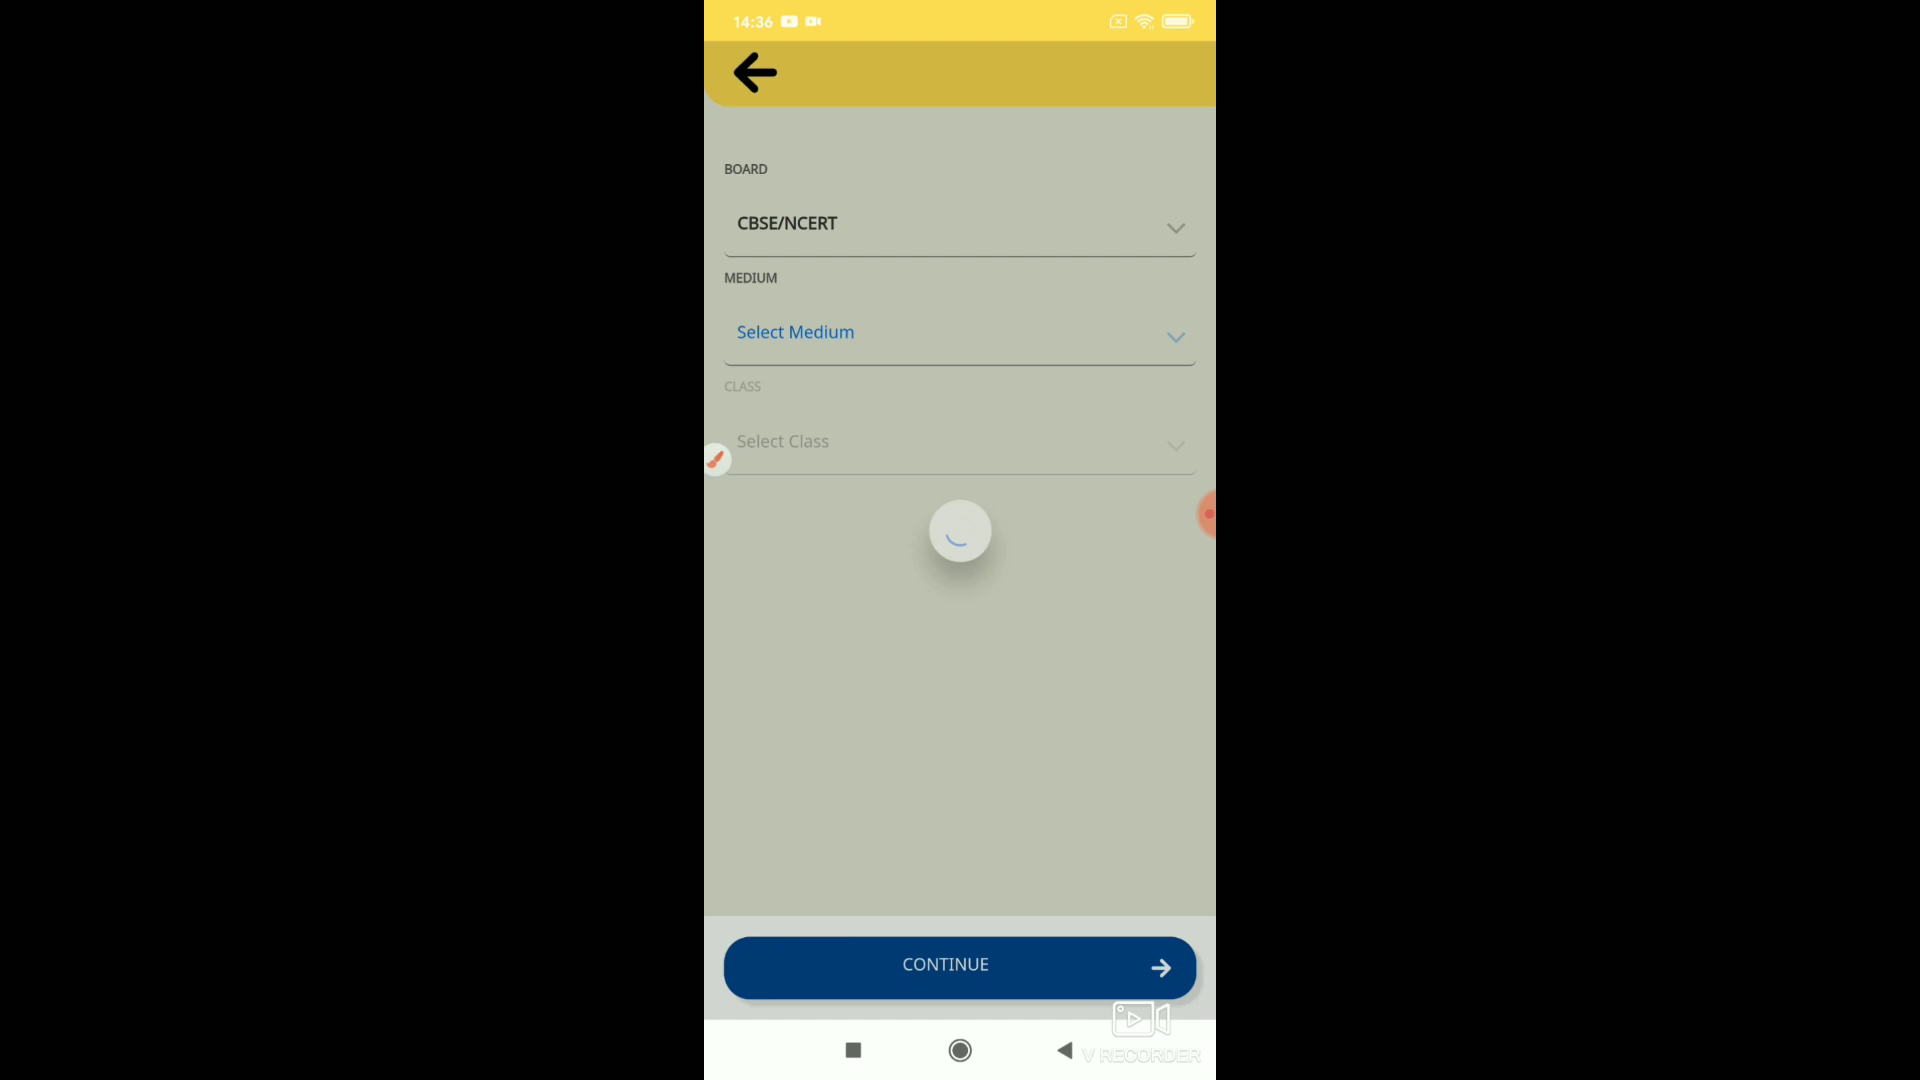 14:36
BOARD
CBSE/NCERT
MEDIUM
Select Medium
CLASS
Select Class
CONTINUE
V RECORDER